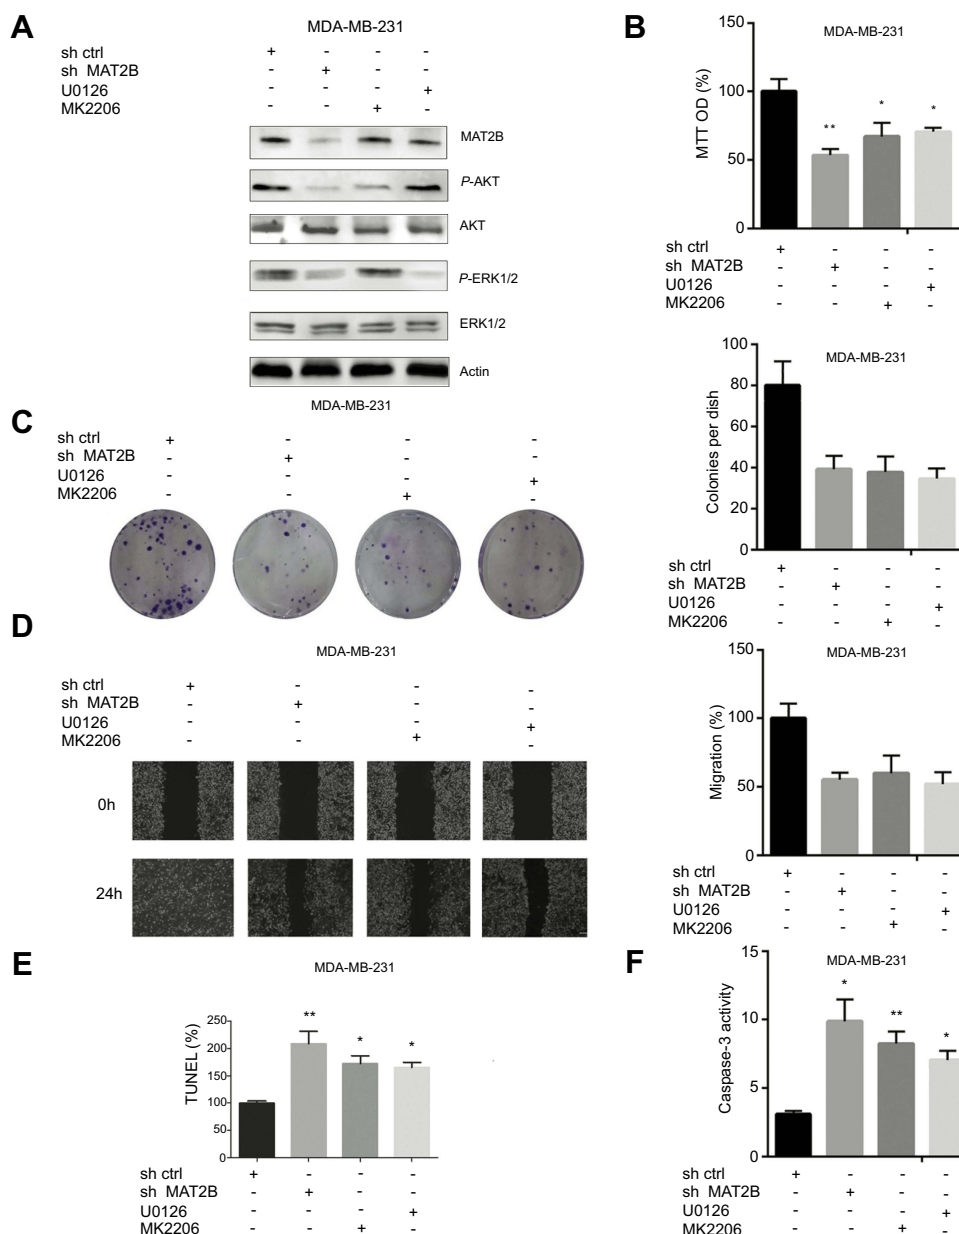 A
MDA-MB-231
sh ctrl + - - -
sh MAT2B - + - -
U0126 - - - +
MK2206 - - + -
MAT2B
P-AKT
AKT
P-ERK1/2
ERK1/2
Actin
B
MDA-MB-231
MTT OD (%)
150
100
50
0
** * *
sh ctrl + - - -
sh MAT2B - + - -
U0126 - - - +
MK2206 - - + -
MDA-MB-231
Colonies per dish
100
80
60
40
20
0
sh ctrl + - - -
sh MAT2B - + - -
U0126 - - - +
MK2206 - - + -
MDA-MB-231
Migration (%)
150
100
50
0
sh ctrl + - - -
sh MAT2B - + - -
U0126 - - - +
MK2206 - - + -
C
MDA-MB-231
sh ctrl + - - -
sh MAT2B - + - -
U0126 - - - +
MK2206 - - + -
D
MDA-MB-231
sh ctrl + - - -
sh MAT2B - + - -
U0126 - - - +
MK2206 - - + -
0h
24h
E
MDA-MB-231
TUNEL (%)
250
200
150
100
50
0
** * *
sh ctrl + - - -
sh MAT2B - + - -
U0126 - - - +
MK2206 - - + -
F
MDA-MB-231
Caspase-3 activity
15
10
5
0
* ** *
sh ctrl + - - -
sh MAT2B - + - -
U0126 - - - +
MK2206 - - + -